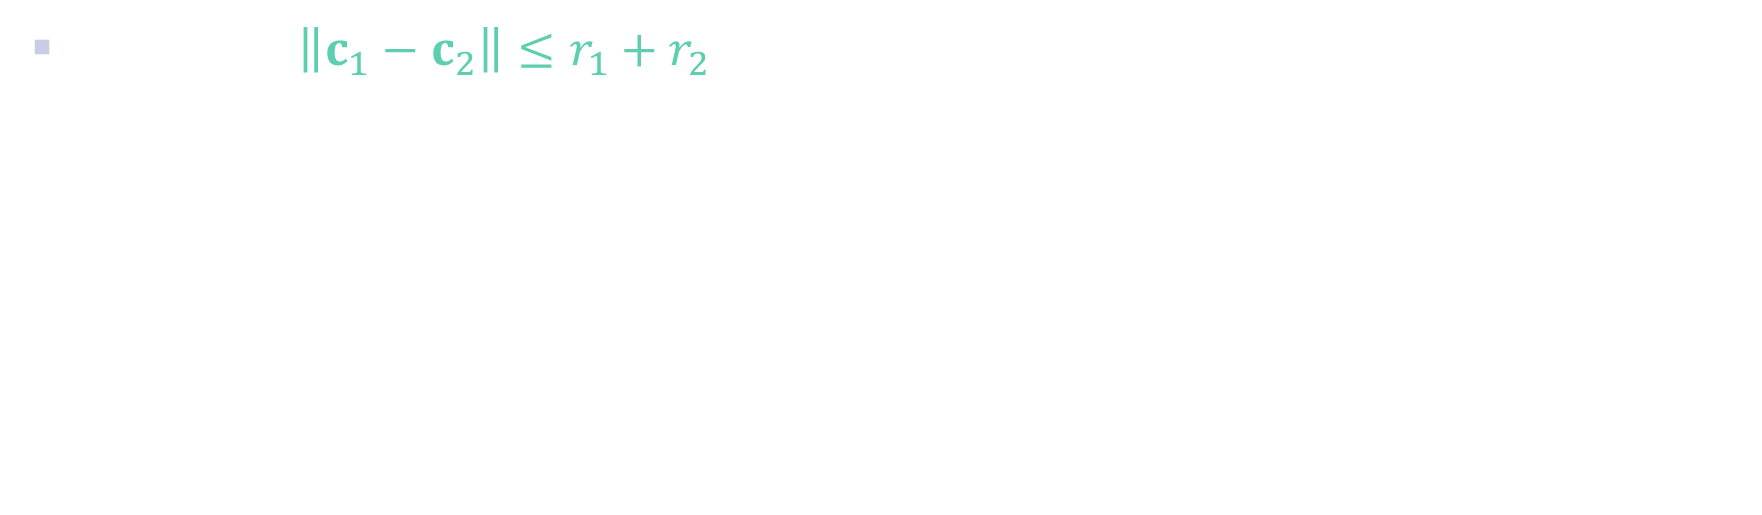 ▪ ‖𝐜₁ − 𝐜₂‖ ≤ 𝑟₁ + 𝑟₂